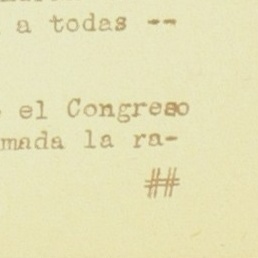 a todas --
el Congreso
mada la ra-
##